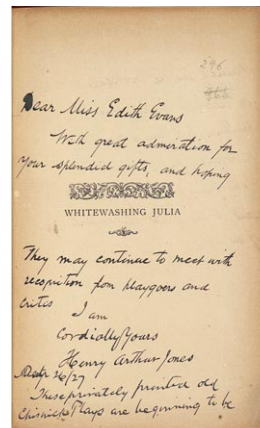 296
Dear Miss Edith Evans
With great admiration for
your splendid gifts, and hoping
WHITEWASHING JULIA
They may continue to meet with
recognition from playgoers and
critics
I am
Cordially Yours
Henry Arthur Jones
26/27
These privately printed old
Chiswick Plays are beginning to be